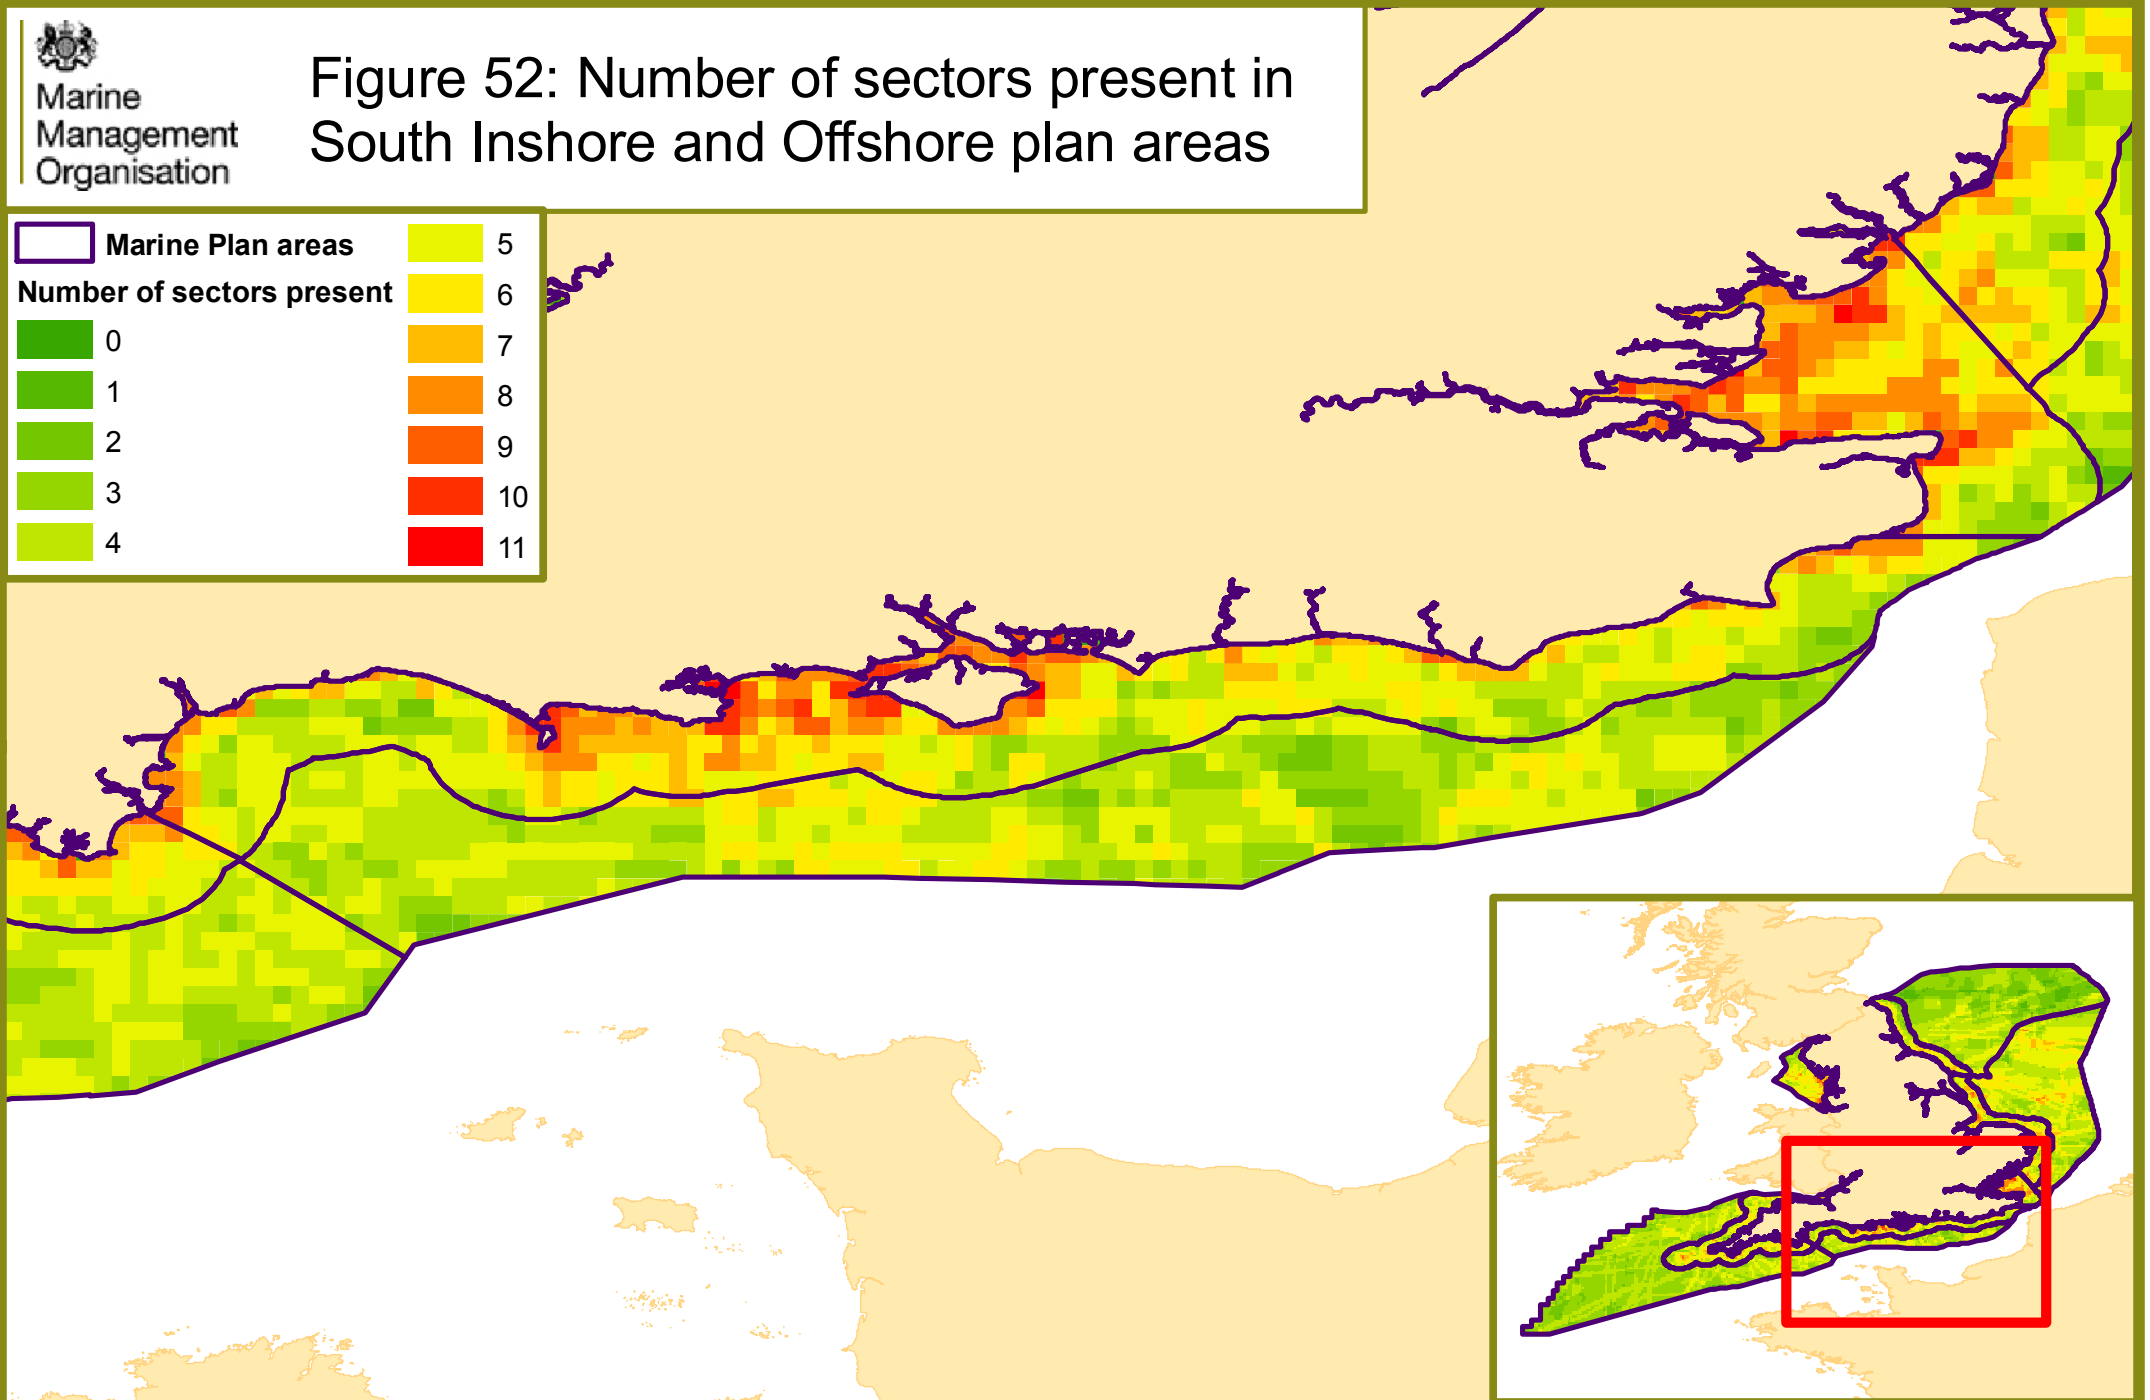 Marine
Management
Organisation
Figure 52: Number of sectors present in
South Inshore and Offshore plan areas
Marine Plan areas
Number of sectors present
0
1
2
3
4
5
6
7
8
9
10
11